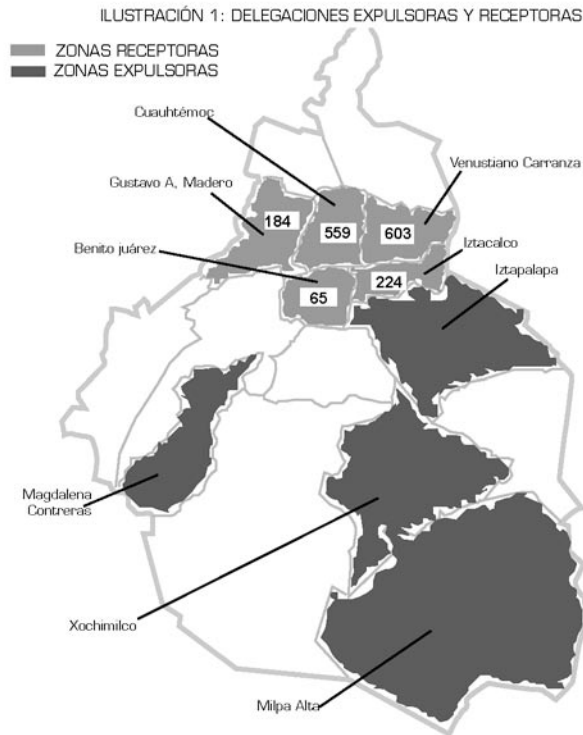 ILUSTRACIÓN 1: DELEGACIONES EXPULSORAS Y RECEPTORAS
ZONAS RECEPTORAS
ZONAS EXPULSORAS
Cuauhtémoc
Venustiano Carranza
Gustavo A, Madero
184
559
603
Iztacalco
Benito juárez
Iztapalapa
65
224
Magdalena
Contreras
Xochimilco
Milpa Alta